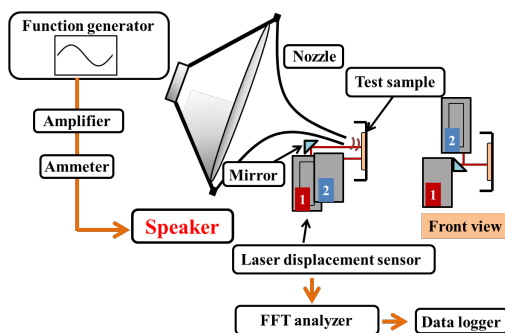 Function generator
Amplifier
Ammeter
Speaker
Nozzle
Test sample
Mirror
1
2
2
1
Front view
Laser displacement sensor
FFT analyzer
Data logger